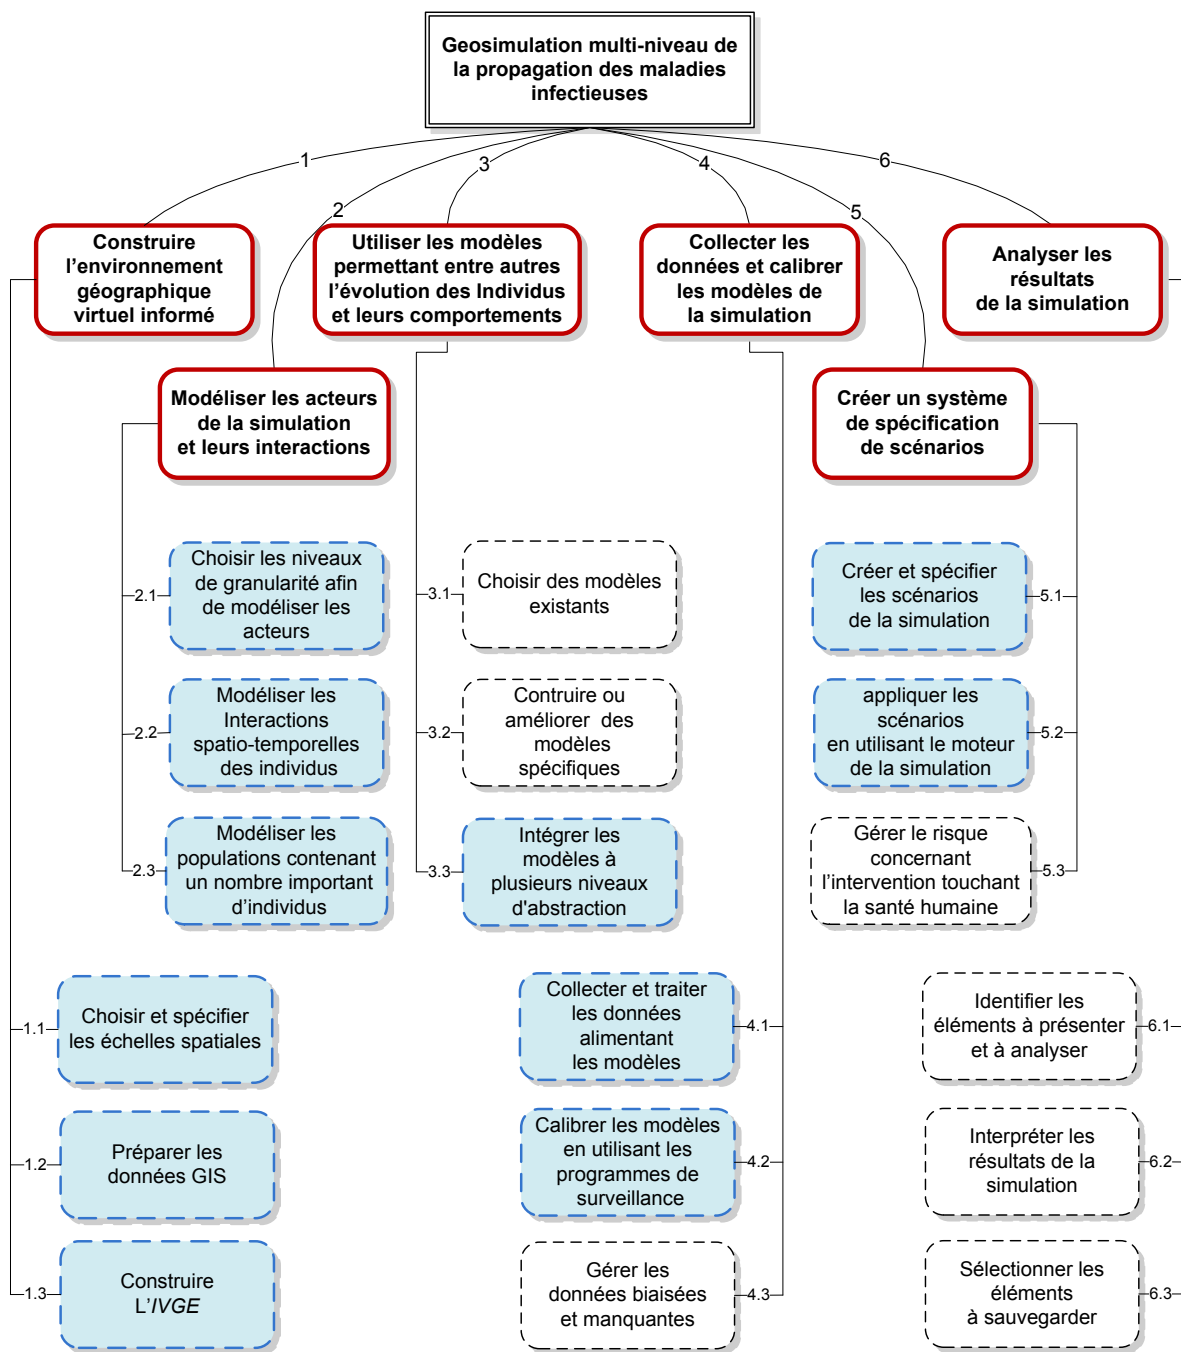 Geosimulation multi-niveau de
la propagation des maladies
infectieuses
1
2
3
4
5
6
Construire
l'environnement
géographique
virtuel informé
Utiliser les modèles
permettant entre autres
l'évolution des Individus
et leurs comportements
Collecter les
données et calibrer
les modèles de
la simulation
Analyser les
résultats
de la simulation
Modéliser les acteurs
de la simulation
et leurs interactions
Créer un système
de spécification
de scénarios
2.1
Choisir les niveaux
de granularité afin
de modéliser les
acteurs
3.1
Choisir des modèles
existants
Créer et spécifier
les scénarios
de la simulation
5.1
2.2
Modéliser les
Interactions
spatio-temporelles
des individus
3.2
Contruire ou
améliorer des
modèles
spécifiques
appliquer les
scénarios
en utilisant le moteur
de la simulation
5.2
2.3
Modéliser les
populations contenant
un nombre important
d'individus
3.3
Intégrer les
modèles à
plusieurs niveaux
d'abstraction
Gérer le risque
concernant
l'intervention touchant
la santé humaine
5.3
1.1
Choisir et spécifier
les échelles spatiales
Collecter et traiter
les données
alimentant
les modèles
4.1
Identifier les
éléments à présenter
et à analyser
6.1
1.2
Préparer les
données GIS
Calibrer les modèles
en utilisant les
programmes de
surveillance
4.2
Interpréter les
résultats de la
simulation
6.2
1.3
Construire
L'IVGE
Gérer les
données biaisées
et manquantes
4.3
Sélectionner les
éléments
à sauvegarder
6.3